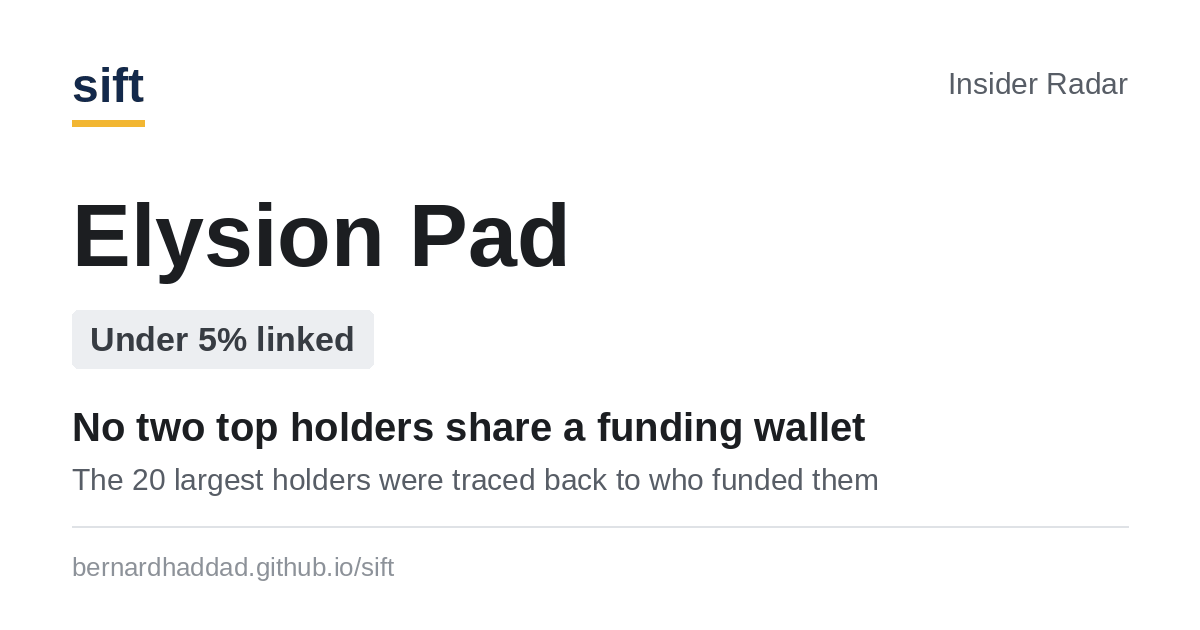 sift
Insider Radar
Elysion Pad
Under 5% linked
No two top holders share a funding wallet
The 20 largest holders were traced back to who funded them
bernardhaddad.github.io/sift